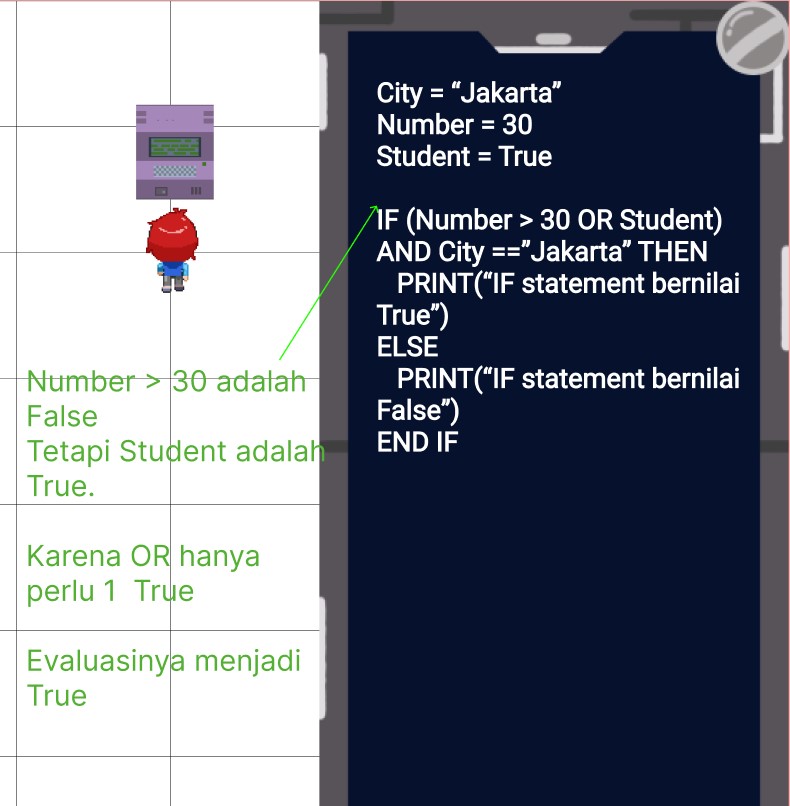 City = “Jakarta”
Number = 30
Student = True
IF (Number > 30 OR Student)
AND City ==”Jakarta” THEN
PRINT(“IF statement bernilai
True”)
ELSE
PRINT(“IF statement bernilai
False”)
END IF
Number > 30 adalah
False
Tetapi Student adalah
True.
Karena OR hanya
perlu 1 True
Evaluasinya menjadi
True